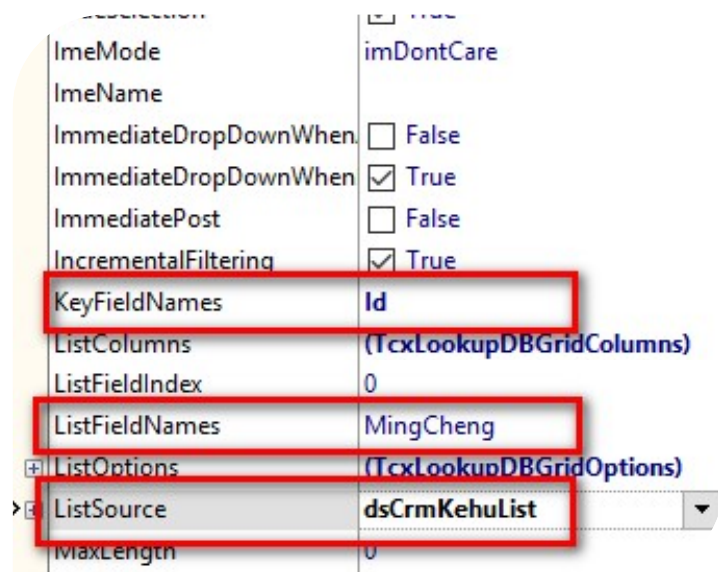 True
ImeMode imDontCare
ImeName
ImmediateDropDownWhen. False
ImmediateDropDownWhen True
ImmediatePost False
IncrementalFiltering True
KeyFieldNames Id
ListColumns (TcxLookupDBGridColumns)
ListFieldIndex 0
ListFieldNames MingCheng
ListOptions (TcxLookupDBGridOptions)
ListSource dsCrmKehuList
MaxLength 0